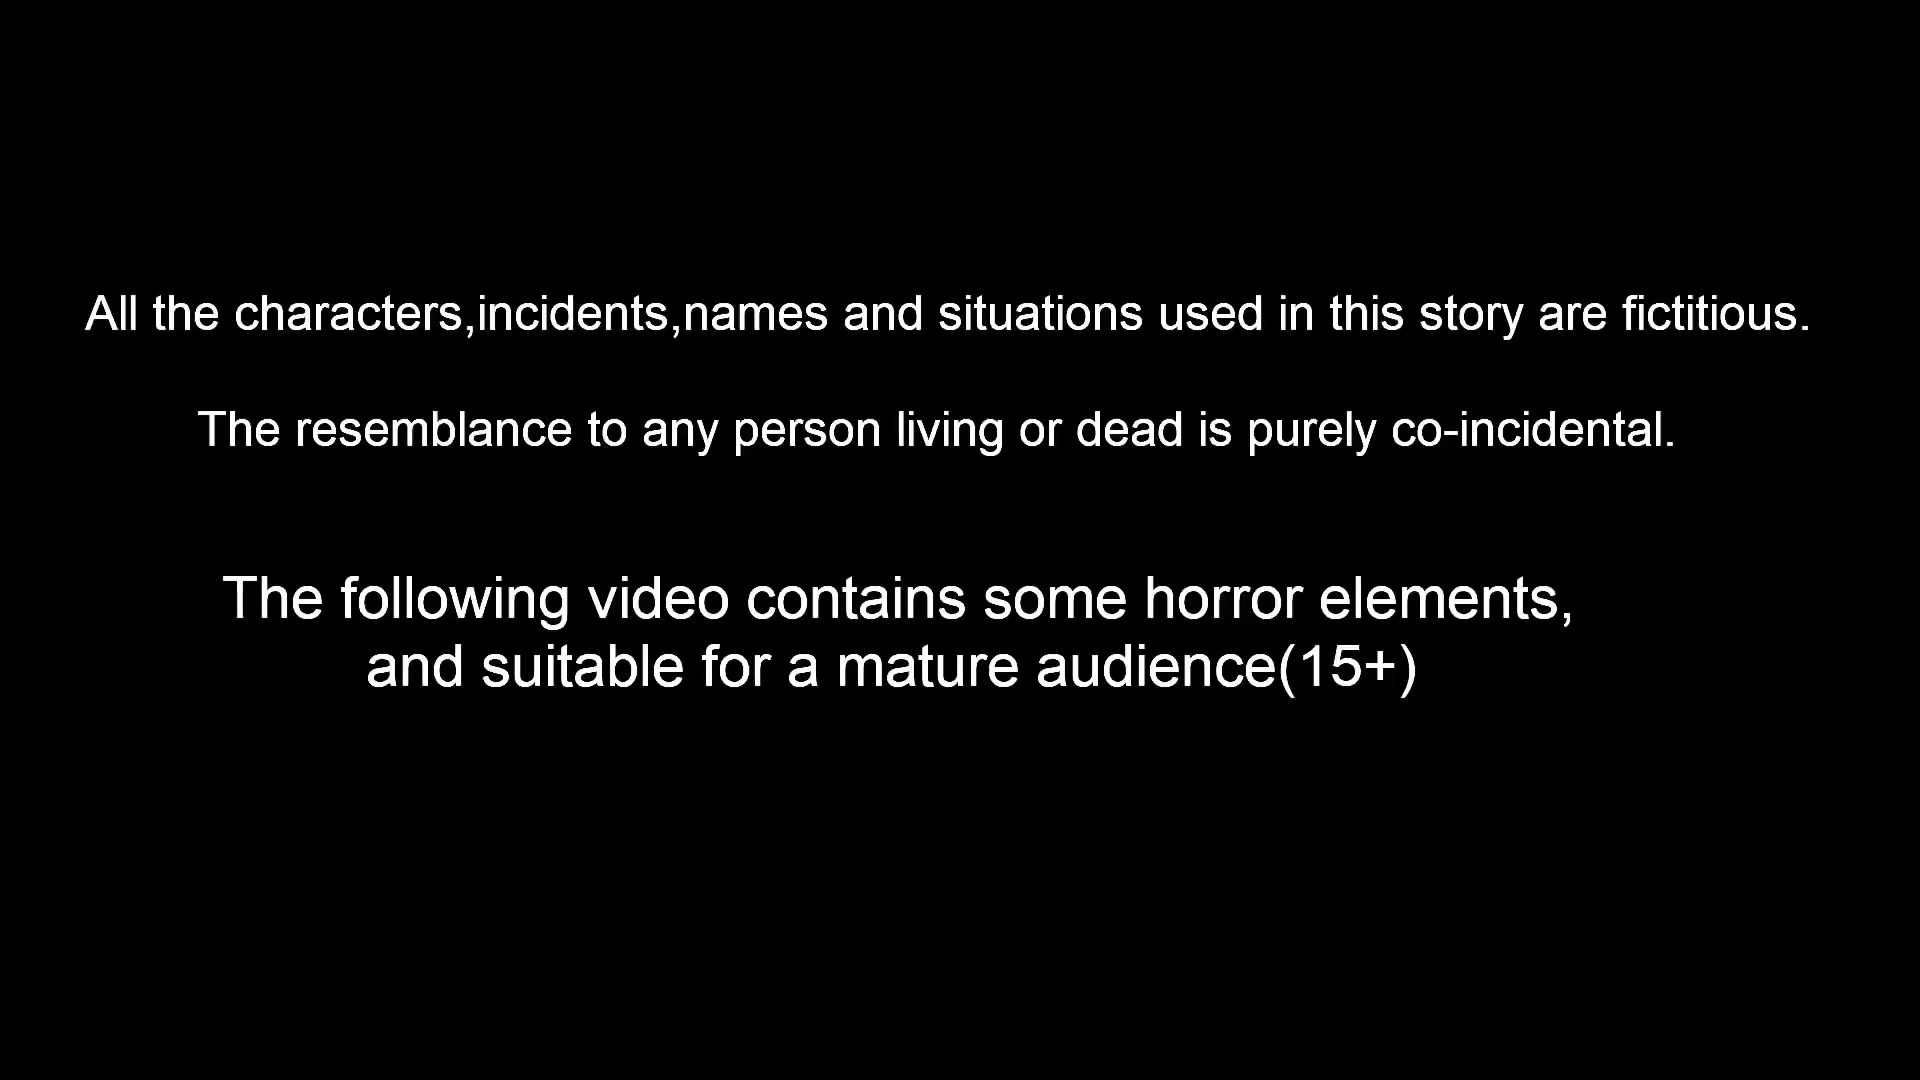 All the characters,incidents,names and situations used in this story are fictitious.
The resemblance to any person living or dead is purely co-incidental.
The following video contains some horror elements,
and suitable for a mature audience(15+)